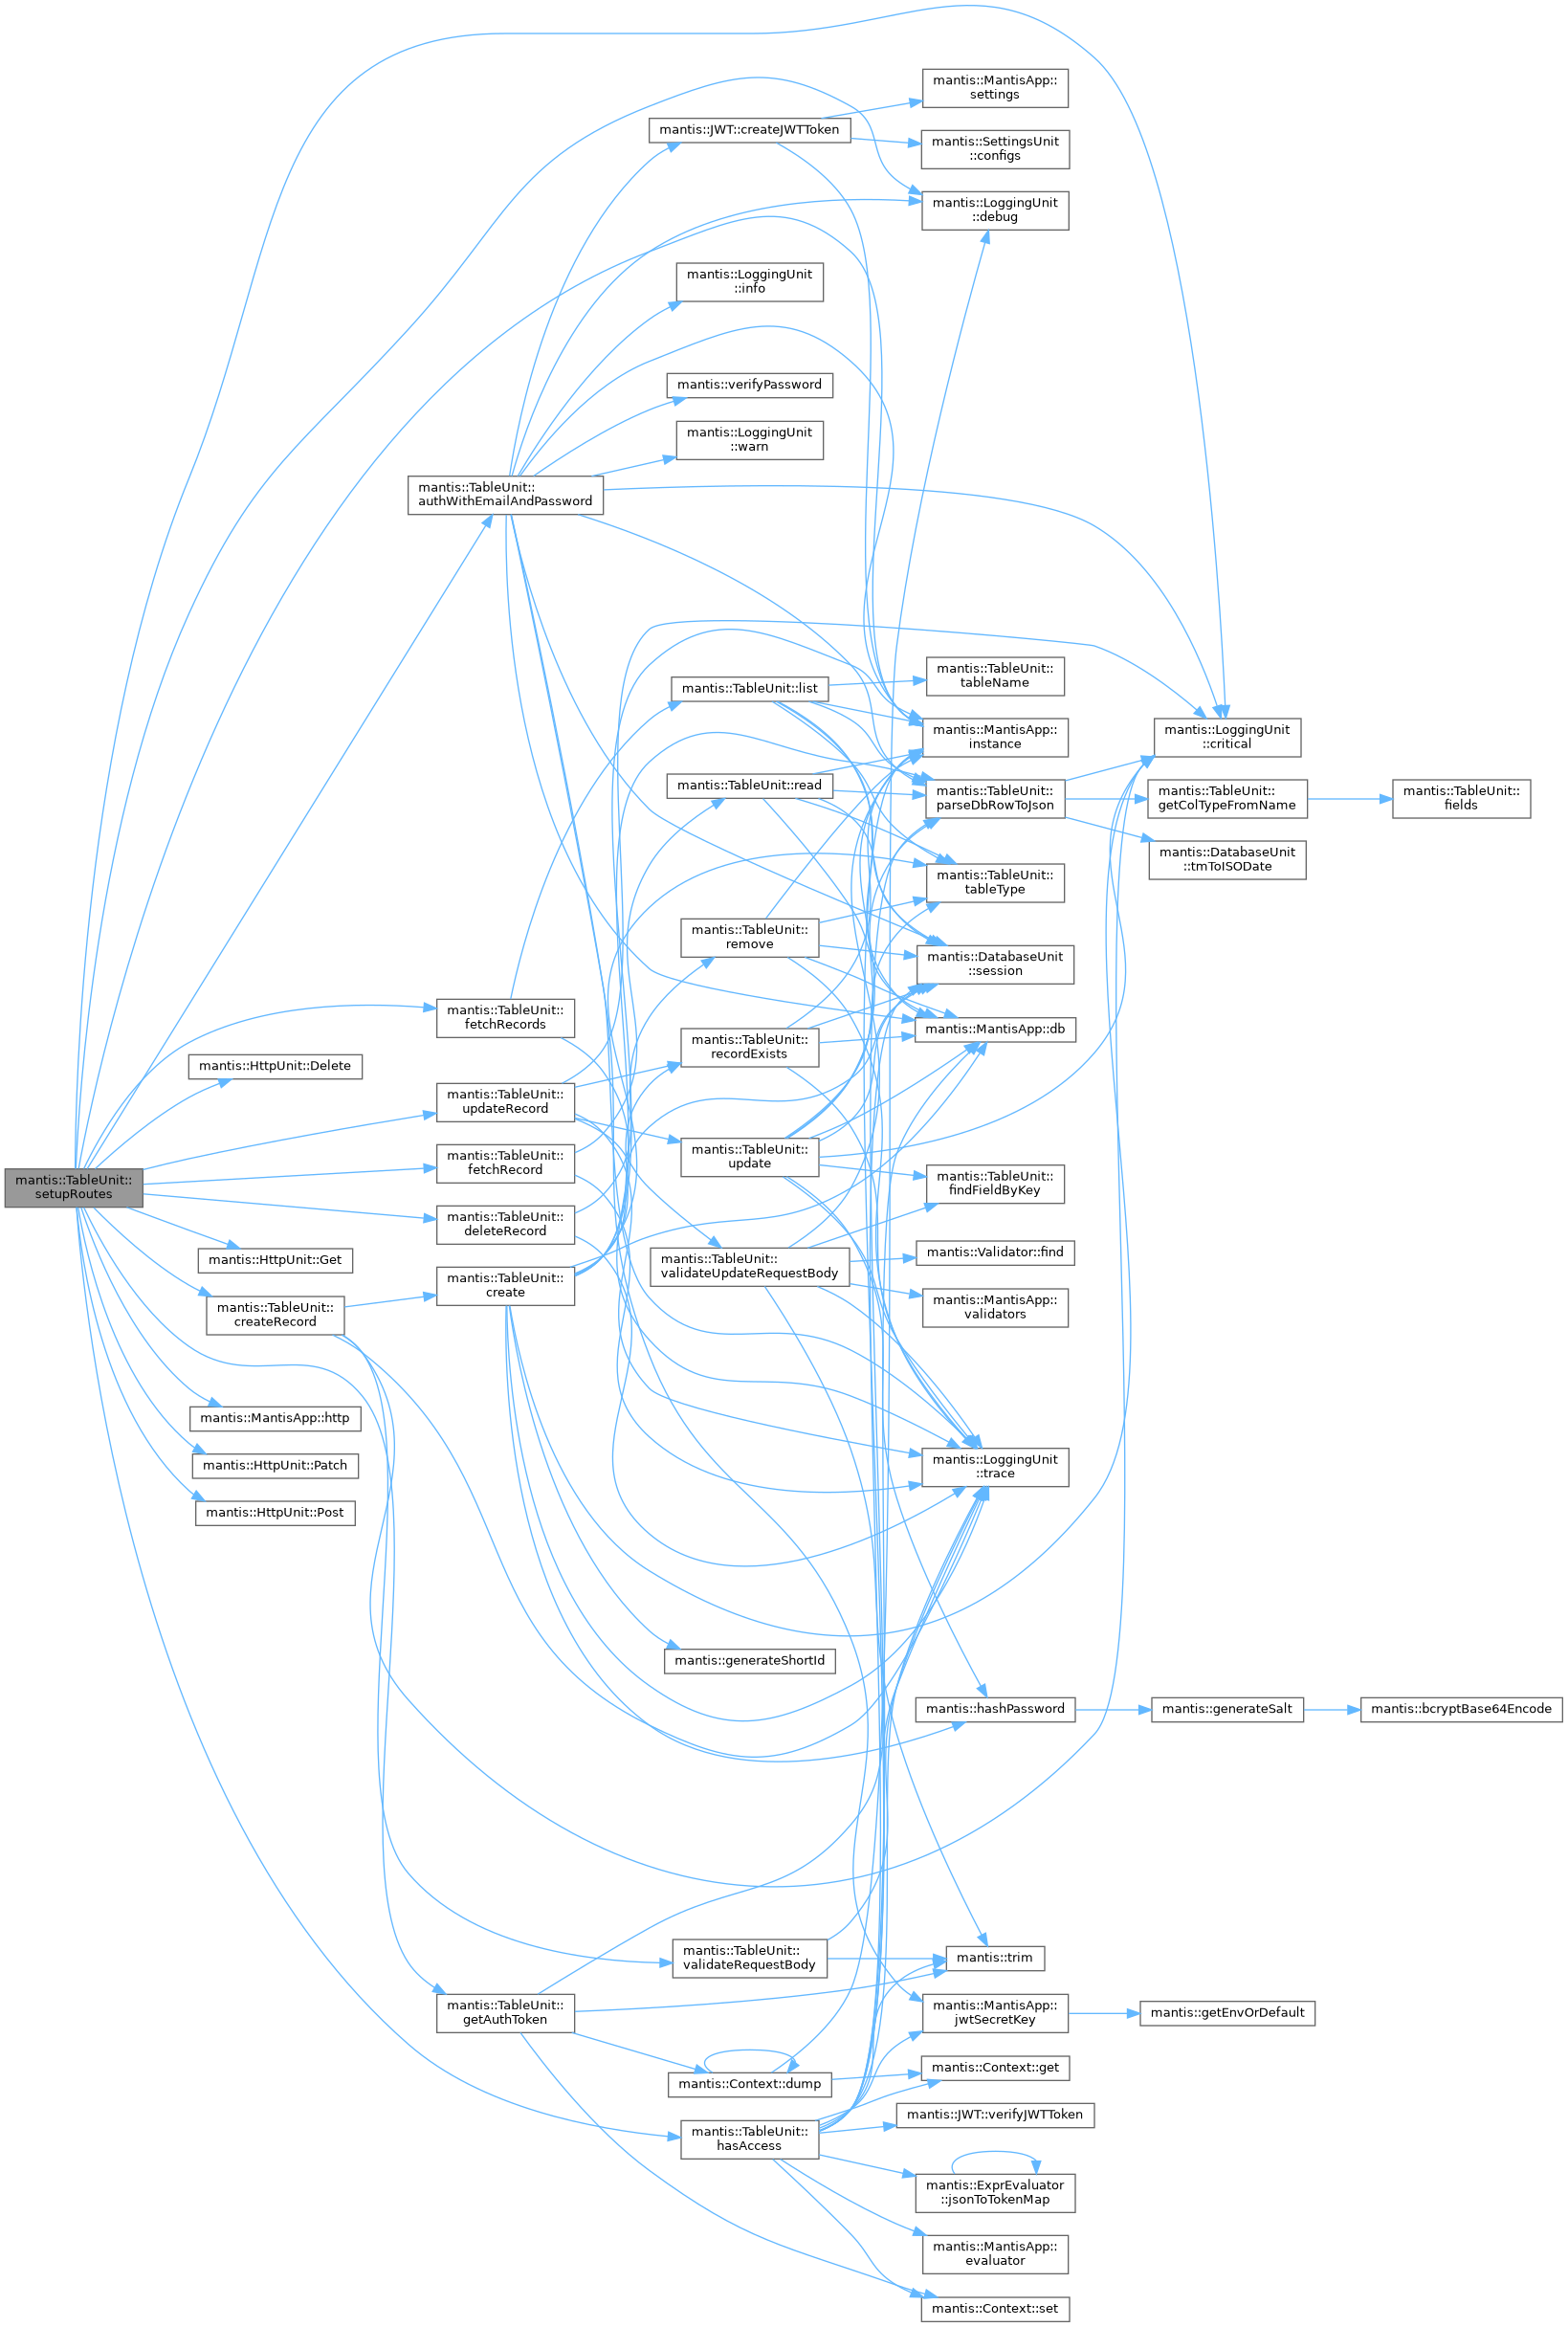 mantis::MantisApp::
settings
mantis::JWT::createJWTToken
mantis::SettingsUnit
::configs
mantis::LoggingUnit
::debug
mantis::LoggingUnit
::info
mantis::verifyPassword
mantis::LoggingUnit
::warn
mantis::TableUnit::
authWithEmailAndPassword
mantis::TableUnit::list
mantis::TableUnit::
tableName
mantis::MantisApp::
instance
mantis::LoggingUnit
::critical
mantis::TableUnit::read
mantis::TableUnit::
parseDbRowToJson
mantis::TableUnit::
getColTypeFromName
mantis::TableUnit::
fields
mantis::DatabaseUnit
::tmToISODate
mantis::TableUnit::
tableType
mantis::TableUnit::
remove
mantis::DatabaseUnit
::session
mantis::TableUnit::
fetchRecords
mantis::TableUnit::
recordExists
mantis::MantisApp::db
mantis::HttpUnit::Delete
mantis::TableUnit::
updateRecord
mantis::TableUnit::
update
mantis::TableUnit::
fetchRecord
mantis::TableUnit::
findFieldByKey
mantis::TableUnit::
setupRoutes
mantis::TableUnit::
deleteRecord
mantis::HttpUnit::Get
mantis::TableUnit::
validateUpdateRequestBody
mantis::Validator::find
mantis::TableUnit::
create
mantis::MantisApp::
validators
mantis::TableUnit::
createRecord
mantis::MantisApp::http
mantis::HttpUnit::Patch
mantis::LoggingUnit
::trace
mantis::HttpUnit::Post
mantis::generateShortId
mantis::hashPassword
mantis::generateSalt
mantis::bcryptBase64Encode
mantis::TableUnit::
validateRequestBody
mantis::trim
mantis::TableUnit::
getAuthToken
mantis::MantisApp::
jwtSecretKey
mantis::getEnvOrDefault
mantis::Context::dump
mantis::Context::get
mantis::JWT::verifyJWTToken
mantis::TableUnit::
hasAccess
mantis::ExprEvaluator
::jsonToTokenMap
mantis::MantisApp::
evaluator
mantis::Context::set